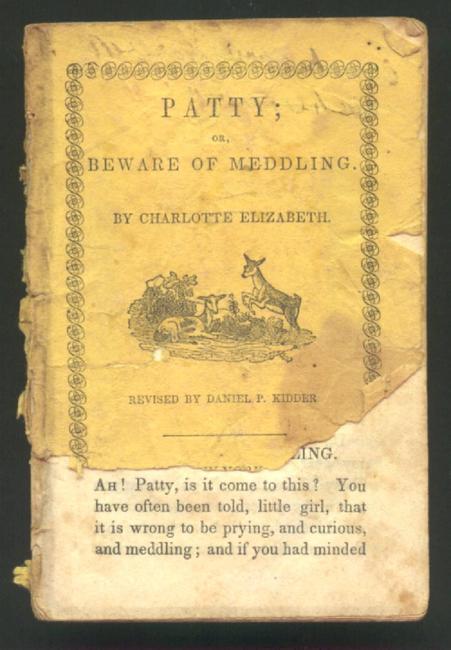 PATTY;
OR,
BEWARE OF MEDDLING.
BY CHARLOTTE ELIZABETH.
REVISED BY DANIEL P. KIDDER
LING.
AH! Patty, is it come to this? You
have often been told, little girl, that
it is wrong to be prying, and curious,
and meddling; and if you had minded